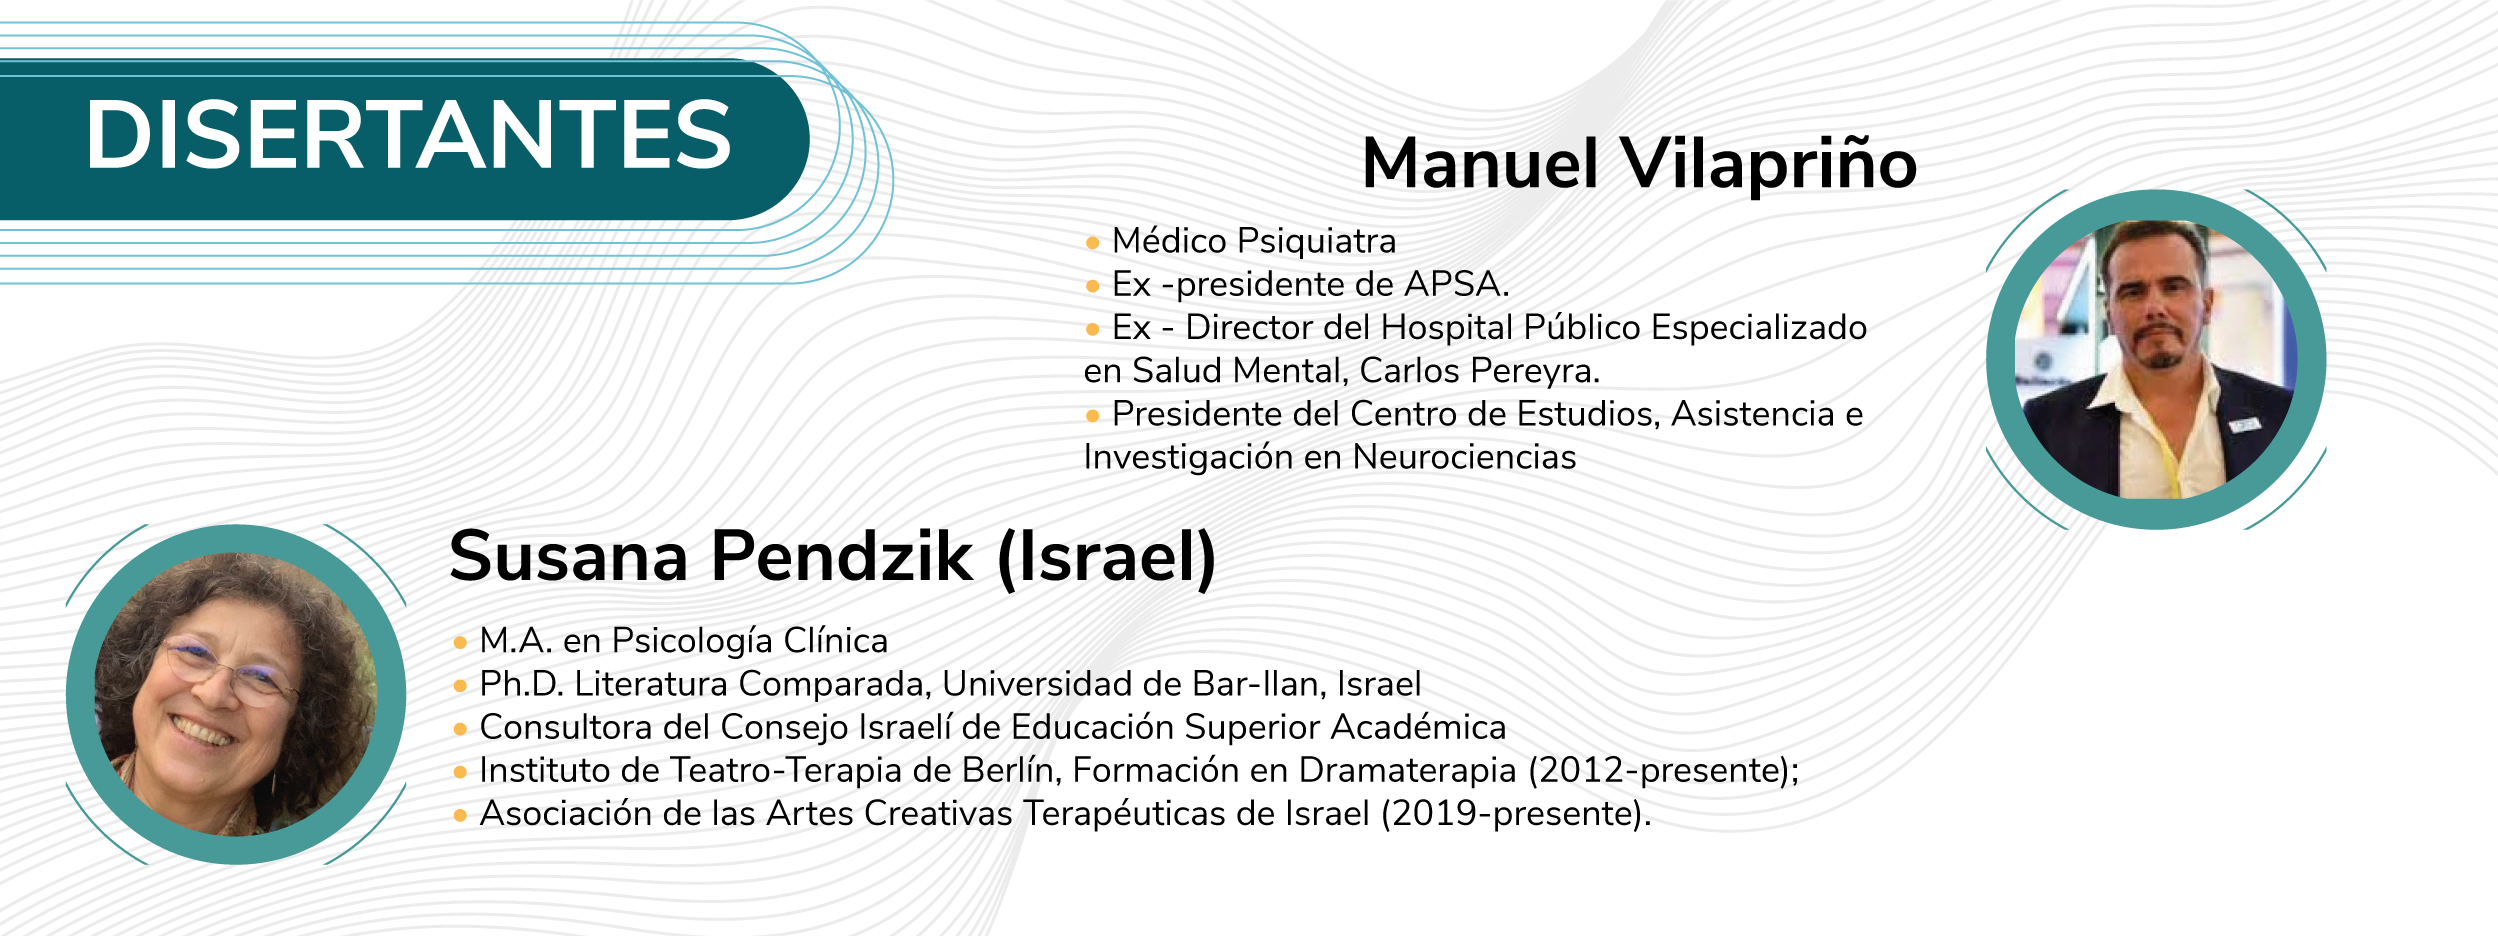 DISERTANTES
Manuel Vilapriño
• Médico Psiquiatra
• Ex -presidente de APSA.
• Ex - Director del Hospital Público Especializado
en Salud Mental, Carlos Pereyra.
• Presidente del Centro de Estudios, Asistencia e
Investigación en Neurociencias
Susana Pendzik (Israel)
• M.A. en Psicología Clínica
• Ph.D. Literatura Comparada, Universidad de Bar-Ilan, Israel
• Consultora del Consejo Israelí de Educación Superior Académica
• Instituto de Teatro-Terapia de Berlín, Formación en Dramaterapia (2012-presente);
• Asociación de las Artes Creativas Terapéuticas de Israel (2019-presente).